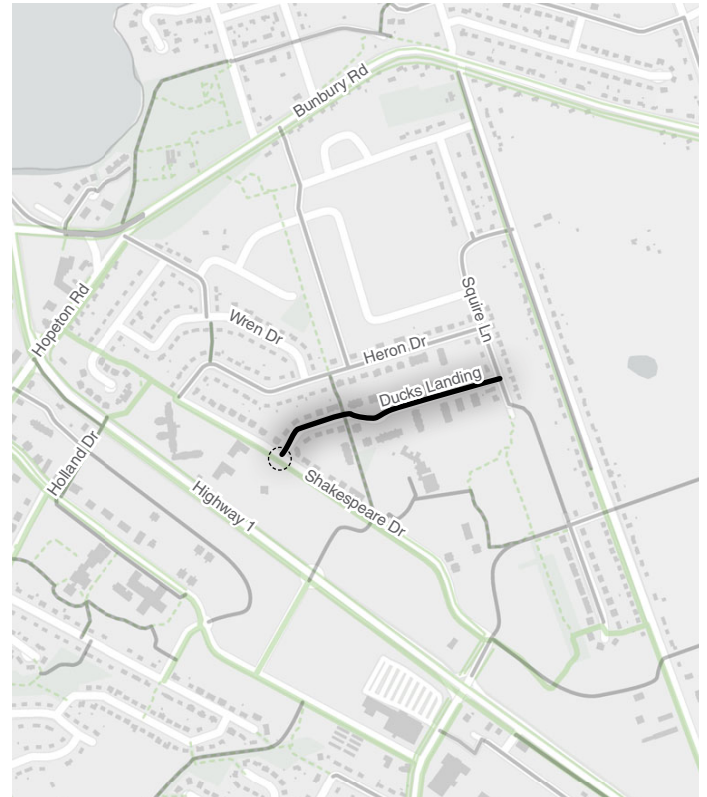 Bunbury Rd
Hopeton Rd
Squire Ln
Wren Dr
Heron Dr
Ducks Landing
Holland Dr
Shakespeare Dr
Highway 1